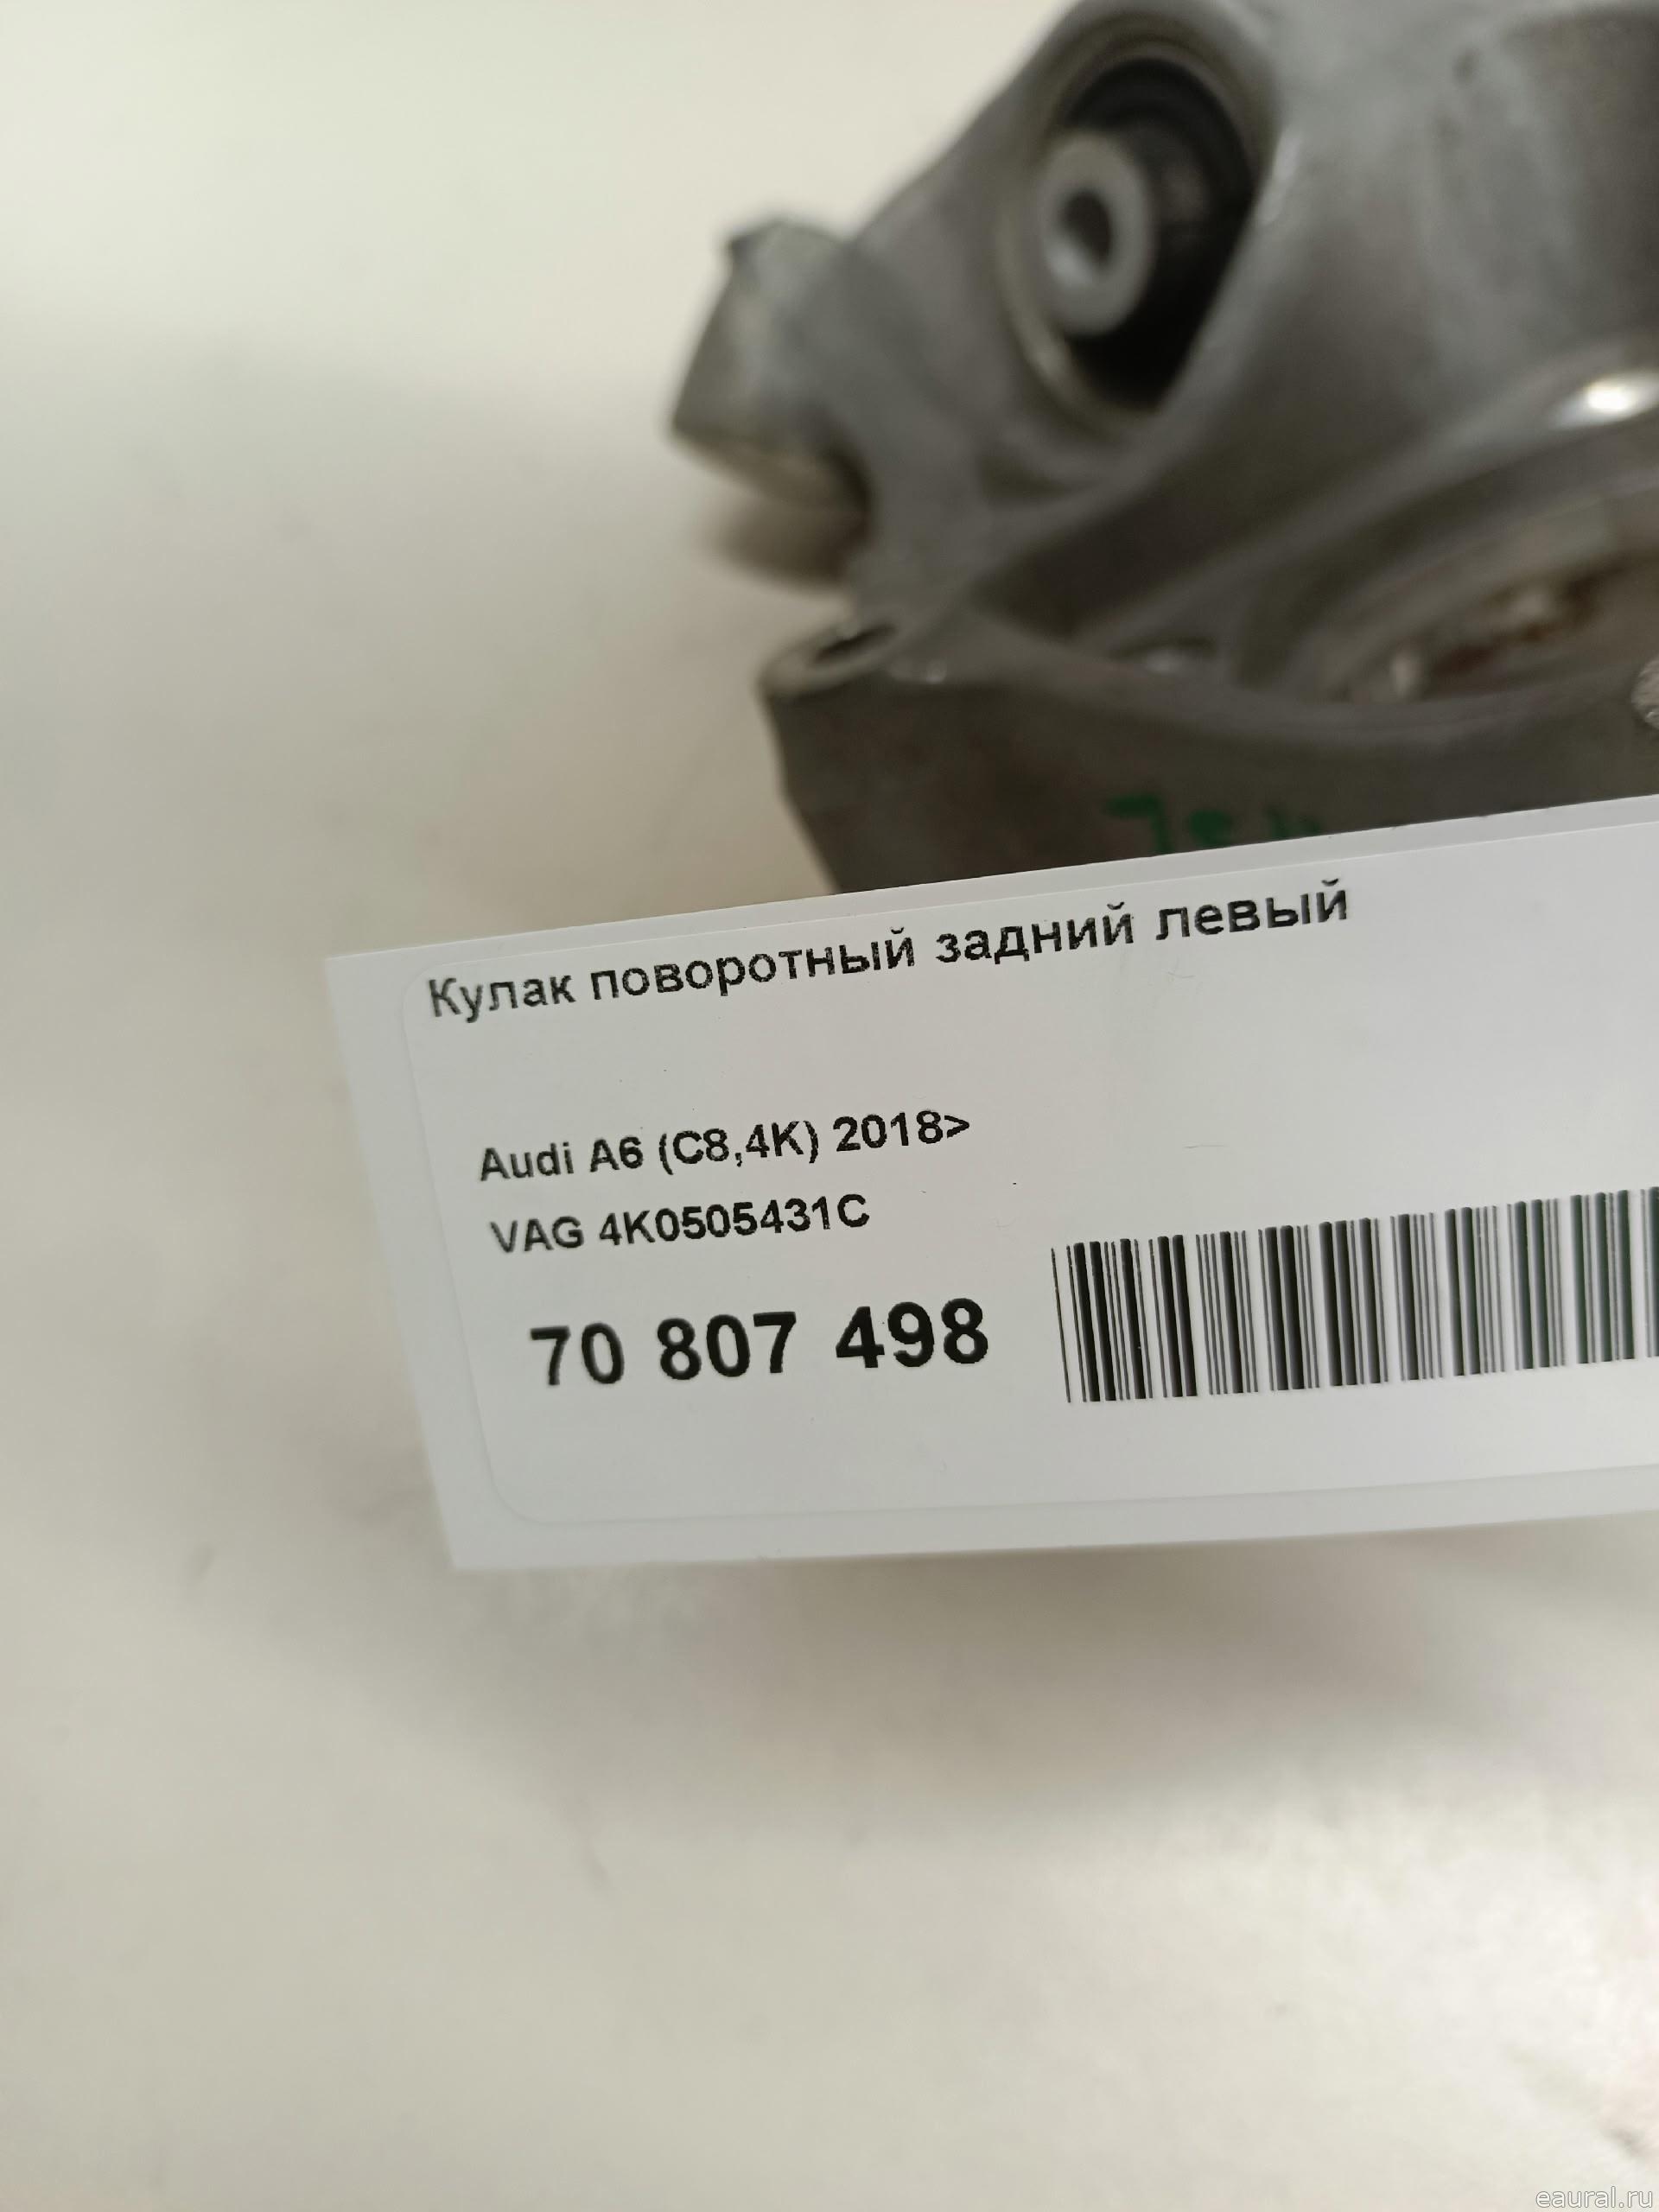 Кулак поворотный задний левый
Audi A6 (C8,4K) 2018>
VAG 4K0505431C
70 807 498
eaural.ru